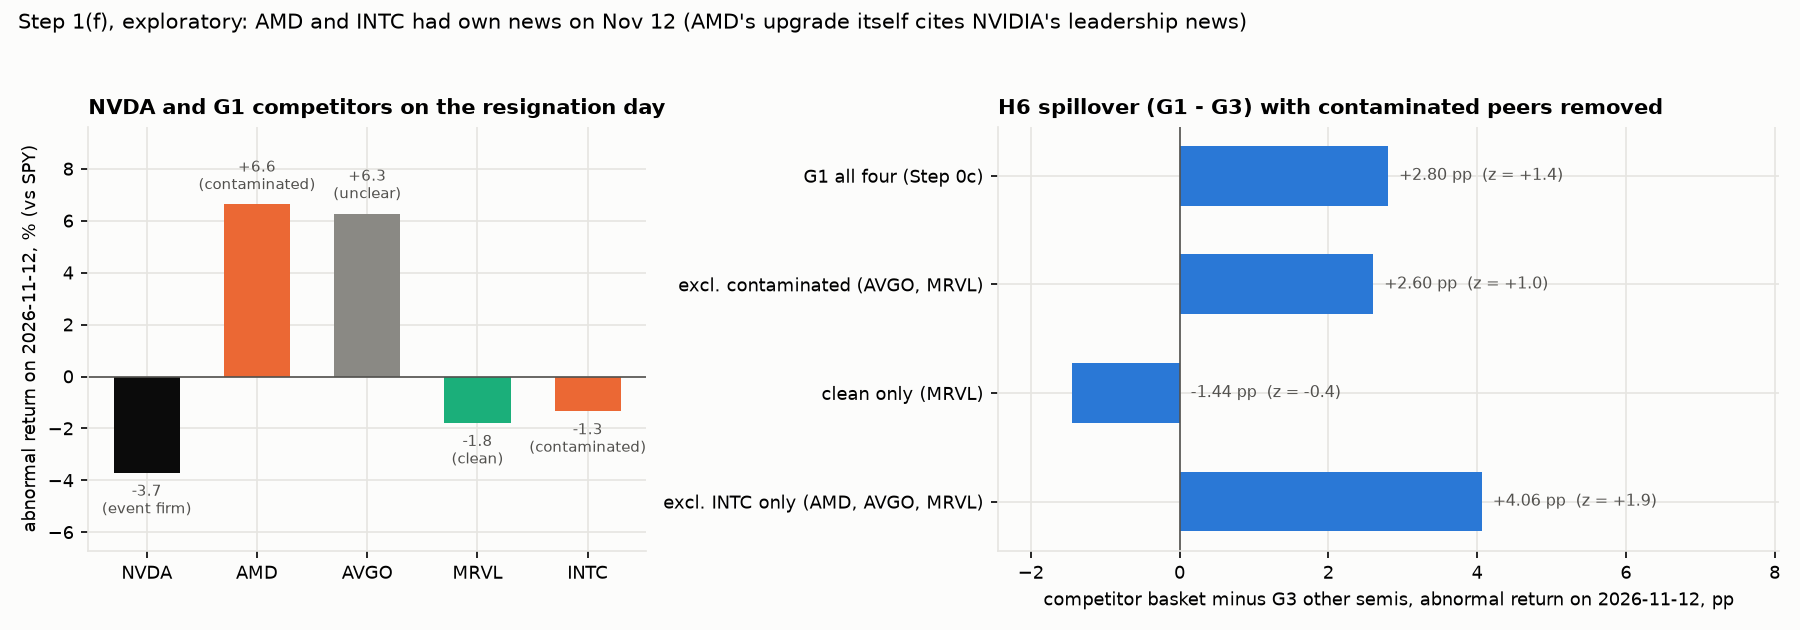 Step 1(f), exploratory: AMD and INTC had own news on Nov 12 (AMD's upgrade itself cites NVIDIA's leadership news)
NVDA and G1 competitors on the resignation day
abnormal return on 2026-11-12, % (vs SPY)
8
6
4
2
0
−2
−4
−6
-3.7
(event firm)
+6.6
(contaminated)
+6.3
(unclear)
-1.8
(clean)
-1.3
(contaminated)
NVDA
AMD
AVGO
MRVL
INTC
H6 spillover (G1 - G3) with contaminated peers removed
G1 all four (Step 0c)
+2.80 pp  (z = +1.4)
excl. contaminated (AVGO, MRVL)
+2.60 pp  (z = +1.0)
clean only (MRVL)
-1.44 pp  (z = -0.4)
excl. INTC only (AMD, AVGO, MRVL)
+4.06 pp  (z = +1.9)
−2
0
2
4
6
8
competitor basket minus G3 other semis, abnormal return on 2026-11-12, pp